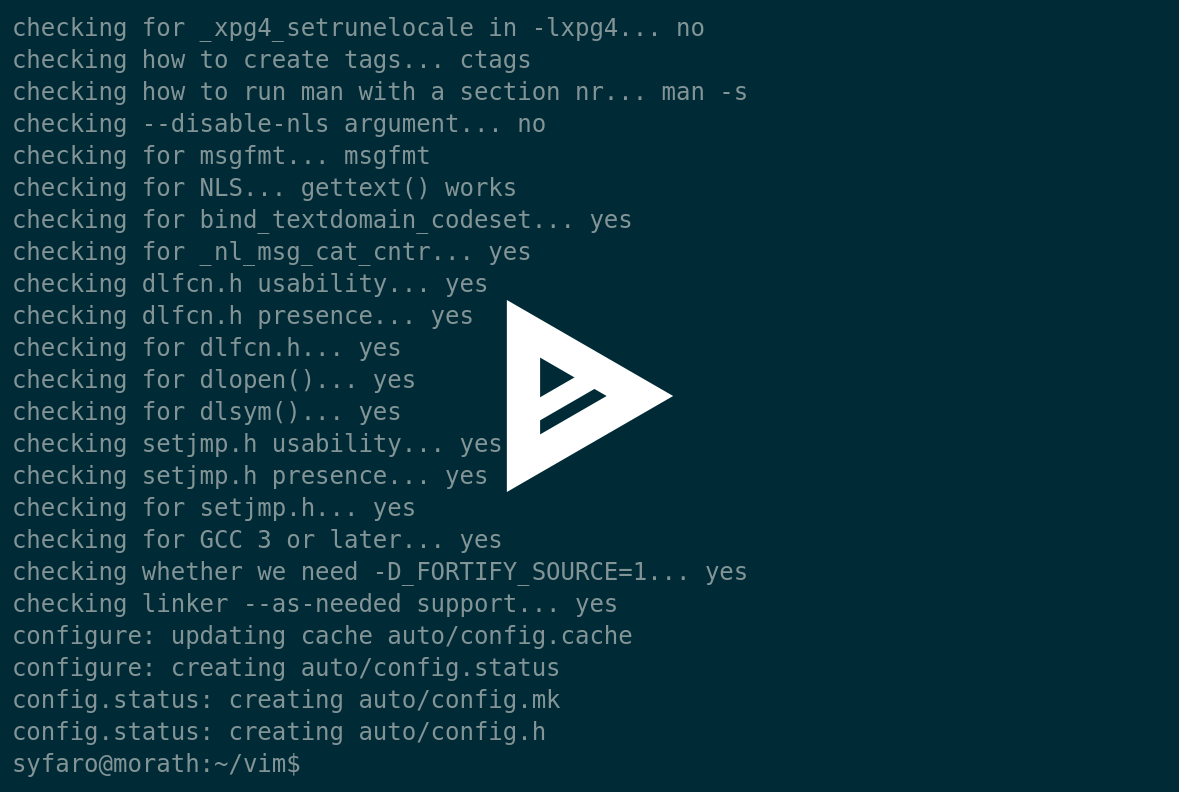 checking for _xpg4_setrunelocale in -lxpg4... no
checking how to create tags... ctags
checking how to run man with a section nr... man -s
checking --disable-nls argument... no
checking for msgfmt... msgfmt
checking for NLS... gettext() works
checking for bind_textdomain_codeset... yes
checking for _nl_msg_cat_cntr... yes
checking dlfcn.h usability... yes
checking dlfcn.h presence... yes
checking for dlfcn.h... yes
checking for dlopen()... yes
checking for dlsym()... yes
checking setjmp.h usability... yes
checking setjmp.h presence... yes
checking for setjmp.h... yes
checking for GCC 3 or later... yes
checking whether we need -D_FORTIFY_SOURCE=1... yes
checking linker --as-needed support... yes
configure: updating cache auto/config.cache
configure: creating auto/config.status
config.status: creating auto/config.mk
config.status: creating auto/config.h
syfaro@morath:~/vim$